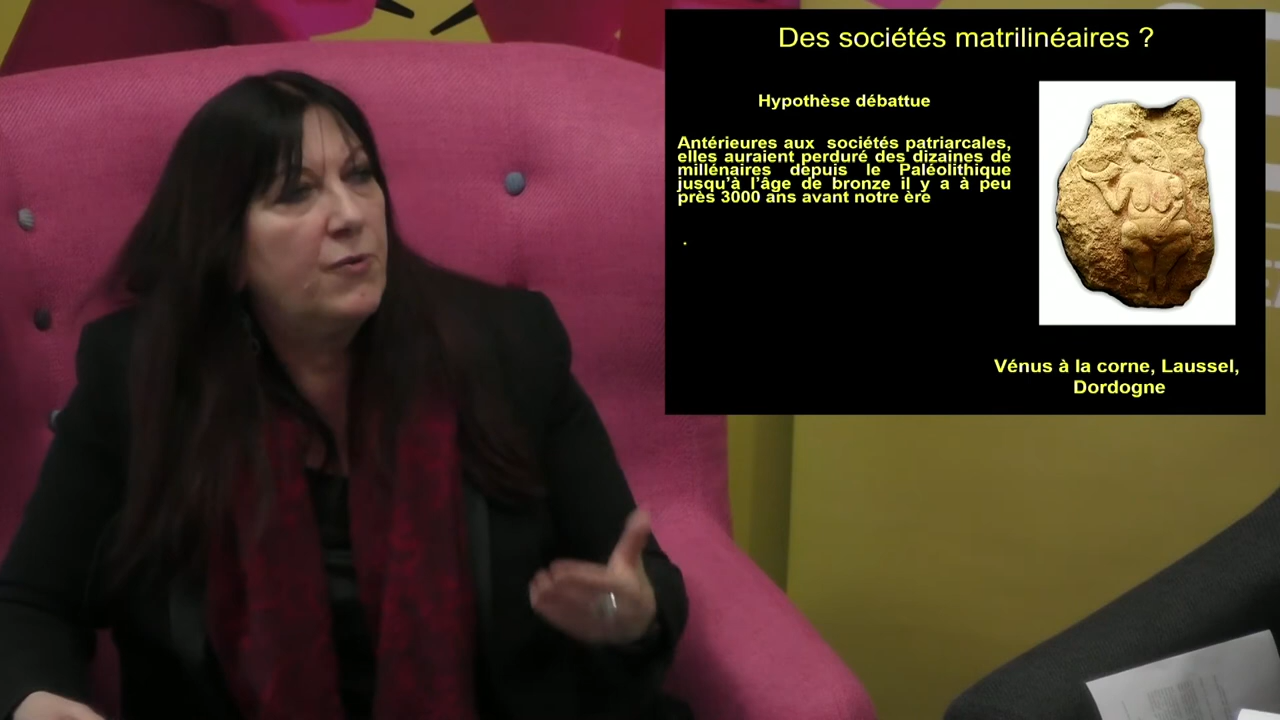 Des sociétés matrilinéaires ?
Hypothèse débattue
Antérieures aux sociétés patriarcales,
elles auraient perduré des dizaines de
millénaires depuis le Paléolithique
jusqu'à l'âge de bronze il y a à peu
près 3000 ans avant notre ère
.
Vénus à la corne, Laussel,
Dordogne